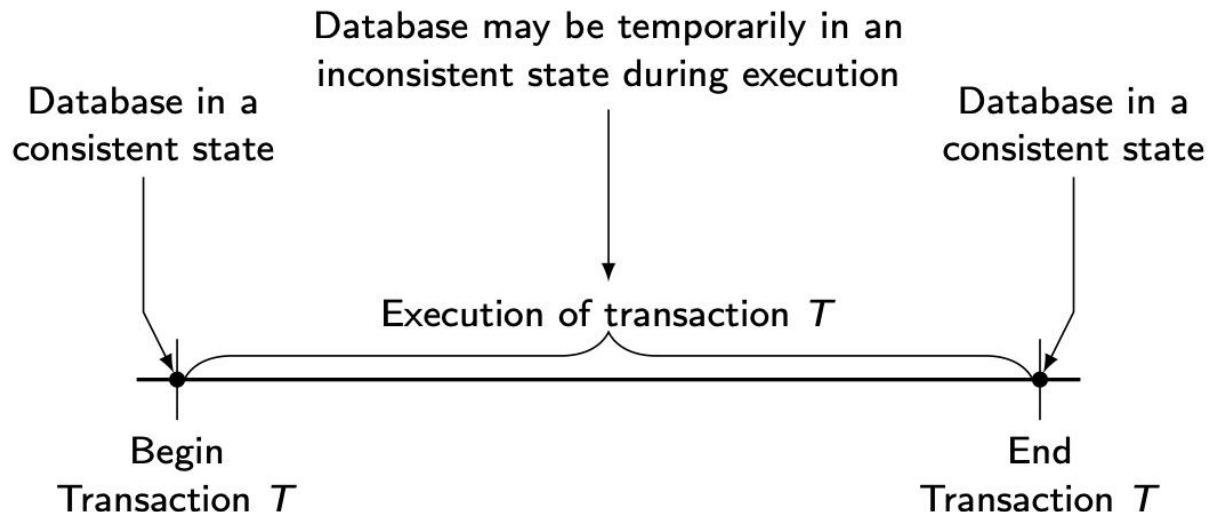 Database may be temporarily in an
inconsistent state during execution
Database in a
consistent state
Database in a
consistent state
Execution of transaction T
Begin
Transaction T
End
Transaction T